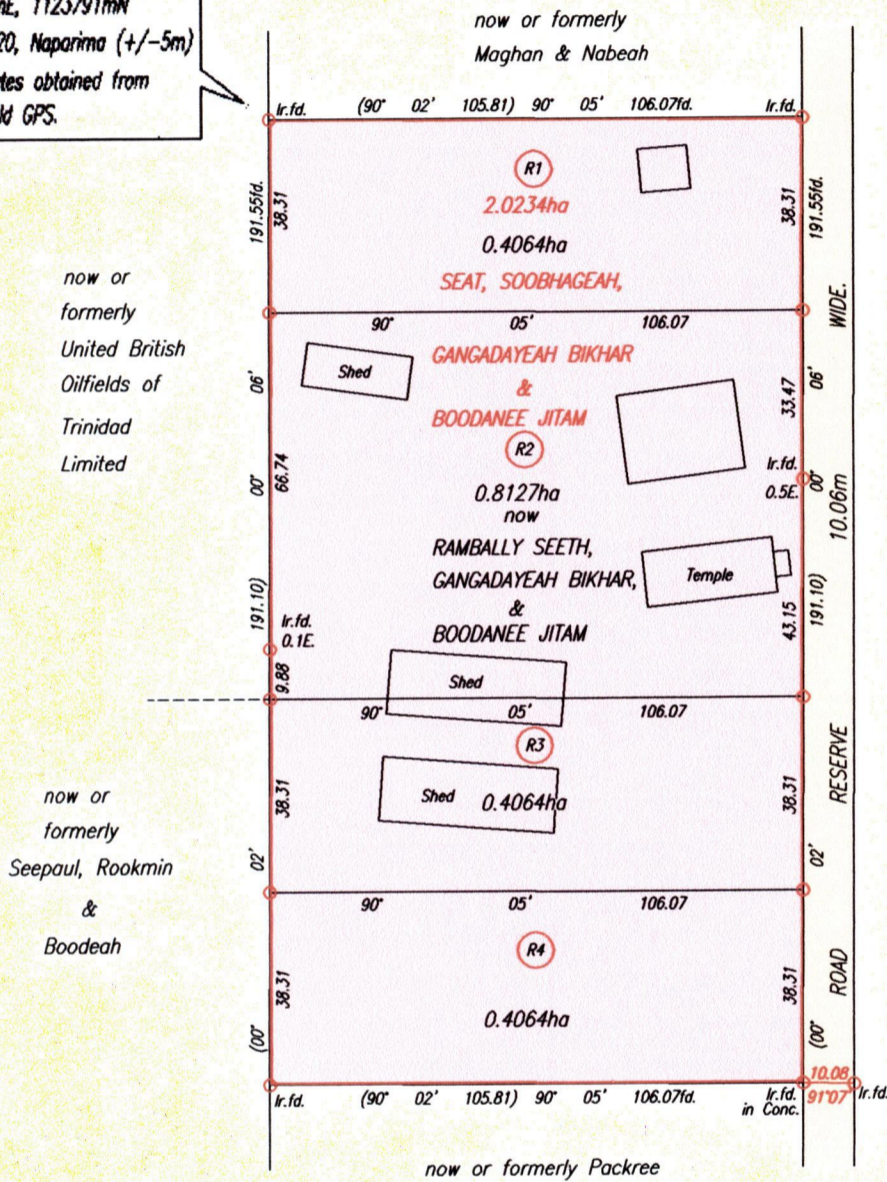 1123791mN
20, Naparima (+/-5m)
obtained from
GPS.
now or formerly
Maghan & Nabeah
Ir.fd. (90° 02' 105.81) 90° 05' 106.07fd. Ir.fd.
R1
2.0234ha
0.4064ha
SEAT, SOOBHAGEAH,
191.55fd.
38.31
38.31
191.55fd.
90° 05' 106.07
now or
formerly
United British
Oilfields of
Trinidad
Limited
Shed
GANGADAYEAH BIKHAR
&
BOODANEE JITAM
R2
0.8127ha
now
RAMBALLY SEETH,
GANGADAYEAH BIKHAR,
&
BOODANEE JITAM
Temple
Shed
(00° 02' 191.10) 00° 06'
66.74
Ir.fd.
0.1E.
9.88
33.47
Ir.fd.
0.5E.
43.15
(00° 02' 191.10) 00° 06'
ROAD RESERVE 10.06m WIDE.
90° 05' 106.07
R3
Shed
0.4064ha
38.31
38.31
now or
formerly
Seepaul, Rookmin
&
Boodeah
90° 05' 106.07
R4
0.4064ha
38.31
38.31
10.08
91°07'
Ir.fd.
Ir.fd. (90° 02' 105.81) 90° 05' 106.07fd. Ir.fd.
in Conc.
now or formerly Packree